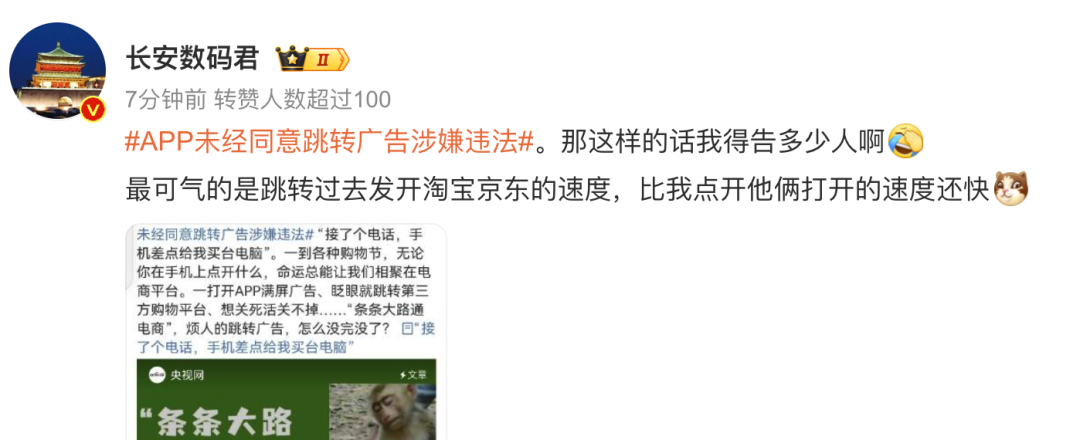 长安数码君 II
7分钟前 转赞人数超过100
#APP未经同意跳转广告涉嫌违法#。那这样的话我得告多少人啊
最可气的是跳转过去发开淘宝京东的速度，比我点开他俩打开的速度还快
未经同意跳转广告涉嫌违法# “接了个电话，手
机差点给我买台电脑”。一到各种购物节，无论
你在手机上点开什么，命运总能让我们相聚在电
商平台。一打开APP满屏广告、眨眼就跳转第三
方购物平台、想关死活关不掉……“条条大路通
电商”，烦人的跳转广告，怎么没完没了？ “接
了个电话，手机差点给我买台电脑”
央视网 文章
“条条大路